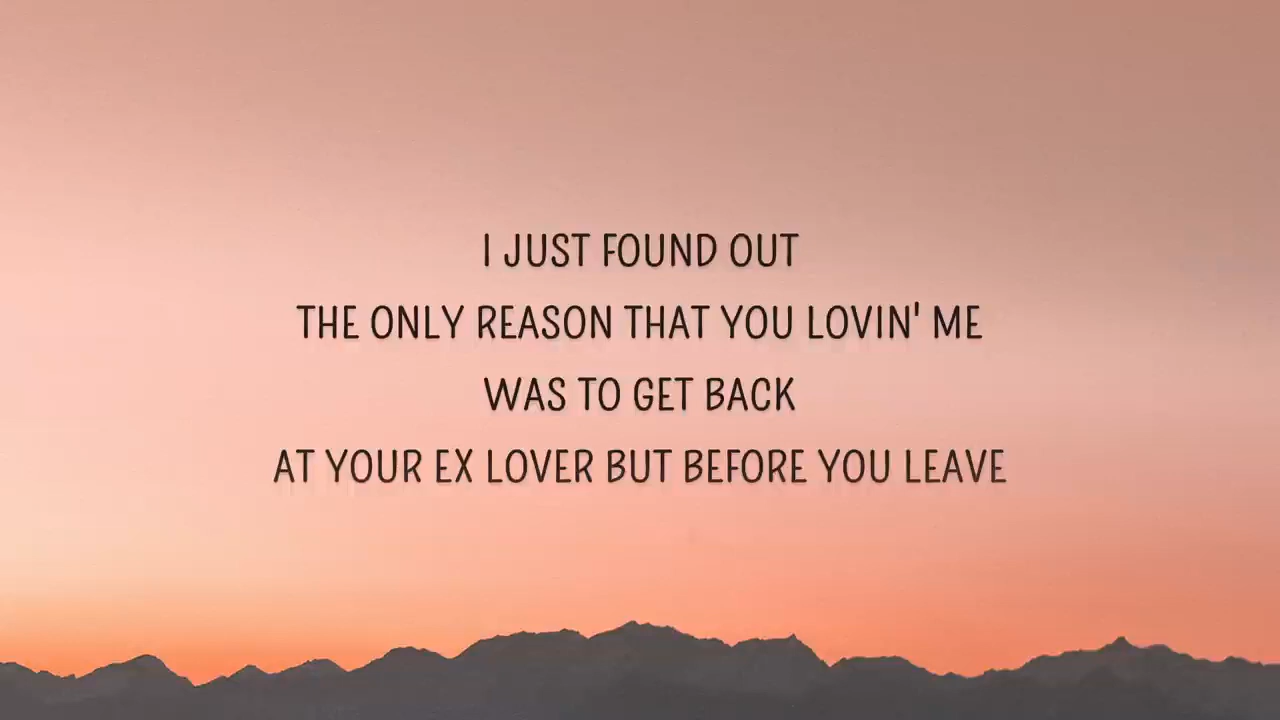 I JUST FOUND OUT
THE ONLY REASON THAT YOU LOVIN' ME
WAS TO GET BACK
AT YOUR EX LOVER BUT BEFORE YOU LEAVE